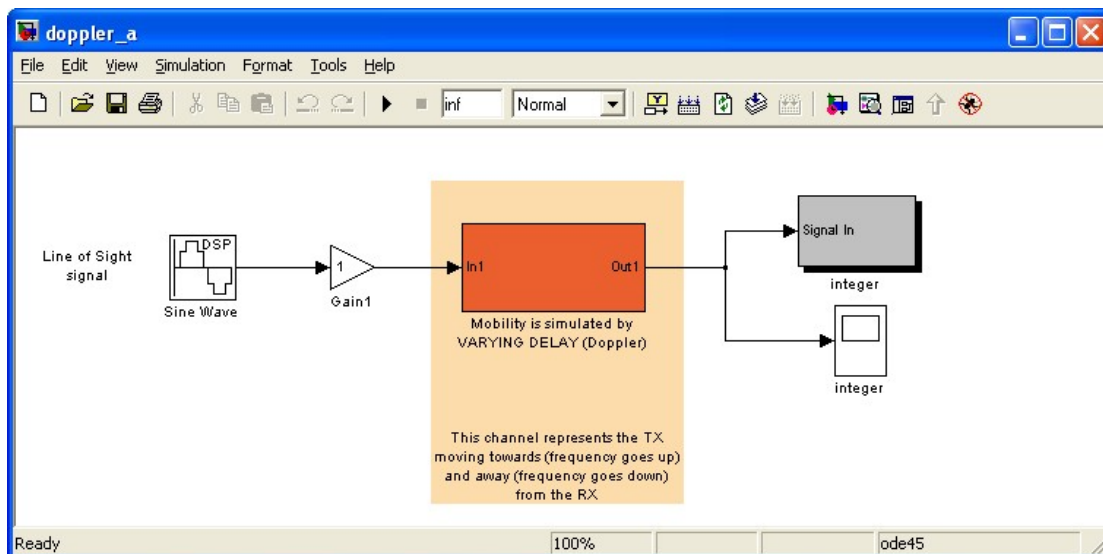 doppler_a
File Edit View Simulation Format Tools Help
inf Normal
Line of Sight
signal
DSP
Sine Wave
1
Gain1
In1 Out1
Mobility is simulated by
VARYING DELAY (Doppler)
This channel represents the TX
moving towards (frequency goes up)
and away (frequency goes down)
from the RX
Signal In
integer
integer
Ready 100% ode45